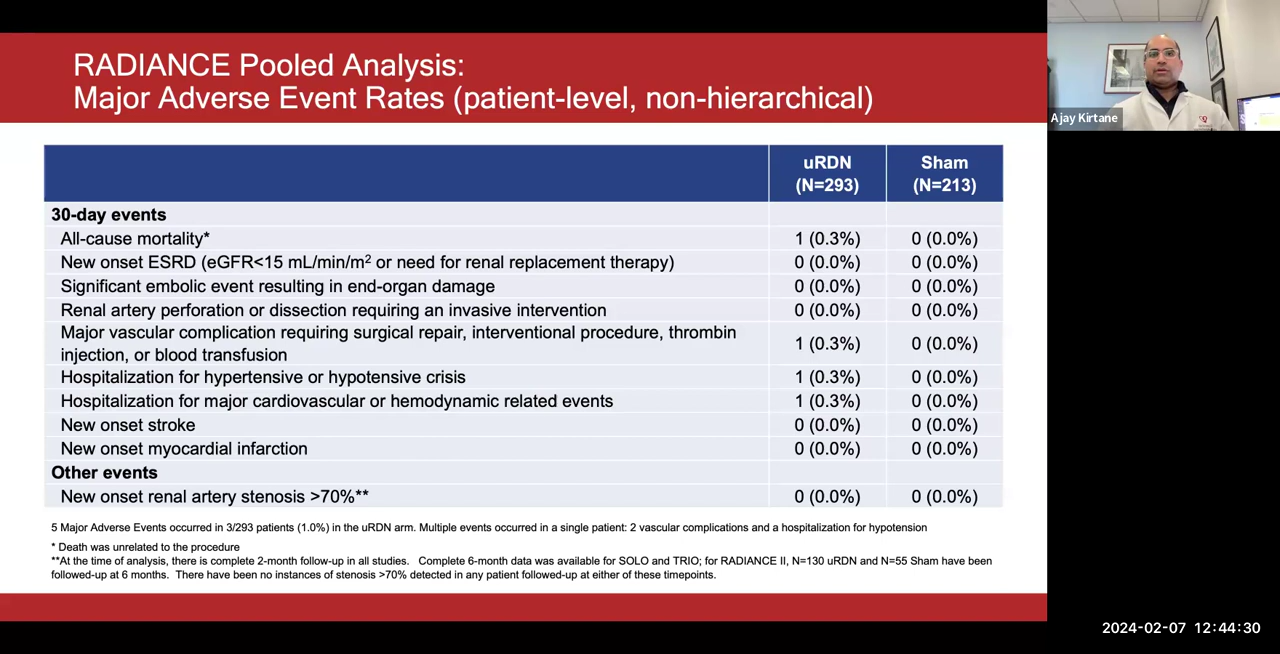 RADIANCE Pooled Analysis:
Major Adverse Event Rates (patient-level, non-hierarchical)
Ajay Kirtane
uRDN
(N=293)
Sham
(N=213)
30-day events
All-cause mortality* 1 (0.3%) 0 (0.0%)
New onset ESRD (eGFR<15 mL/min/m² or need for renal replacement therapy) 0 (0.0%) 0 (0.0%)
Significant embolic event resulting in end-organ damage 0 (0.0%) 0 (0.0%)
Renal artery perforation or dissection requiring an invasive intervention 0 (0.0%) 0 (0.0%)
Major vascular complication requiring surgical repair, interventional procedure, thrombin
injection, or blood transfusion 1 (0.3%) 0 (0.0%)
Hospitalization for hypertensive or hypotensive crisis 1 (0.3%) 0 (0.0%)
Hospitalization for major cardiovascular or hemodynamic related events 1 (0.3%) 0 (0.0%)
New onset stroke 0 (0.0%) 0 (0.0%)
New onset myocardial infarction 0 (0.0%) 0 (0.0%)
Other events
New onset renal artery stenosis >70%** 0 (0.0%) 0 (0.0%)
5 Major Adverse Events occurred in 3/293 patients (1.0%) in the uRDN arm. Multiple events occurred in a single patient: 2 vascular complications and a hospitalization for hypotension
* Death was unrelated to the procedure
**At the time of analysis, there is complete 2-month follow-up in all studies. Complete 6-month data was available for SOLO and TRIO; for RADIANCE II, N=130 uRDN and N=55 Sham have been
followed-up at 6 months. There have been no instances of stenosis >70% detected in any patient followed-up at either of these timepoints.
2024-02-07 12:44:30